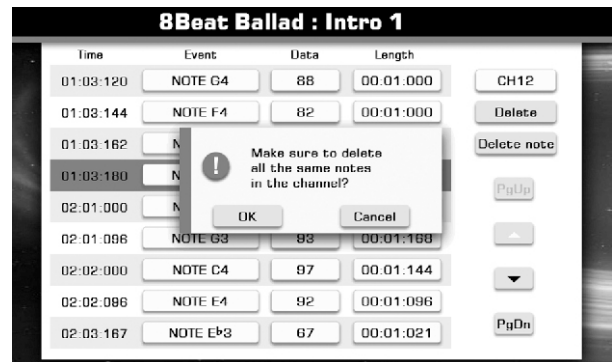 8Beat Ballad : Intro 1
Time Event Data Length
01:03:120 NOTE G4 88 00:01:000 CH12
01:03:144 NOTE F4 82 00:01:000 Delete
01:03:162 N Delete note
01:03:180 N PgUp
02:01:000 N
Make sure to delete
all the same notes
in the channel?
OK Cancel
02:01:096 NOTE G3 93 00:01:168
02:02:000 NOTE C4 97 00:01:144
02:02:096 NOTE E4 92 00:01:096
02:03:167 NOTE E♭3 67 00:01:021 PgDn